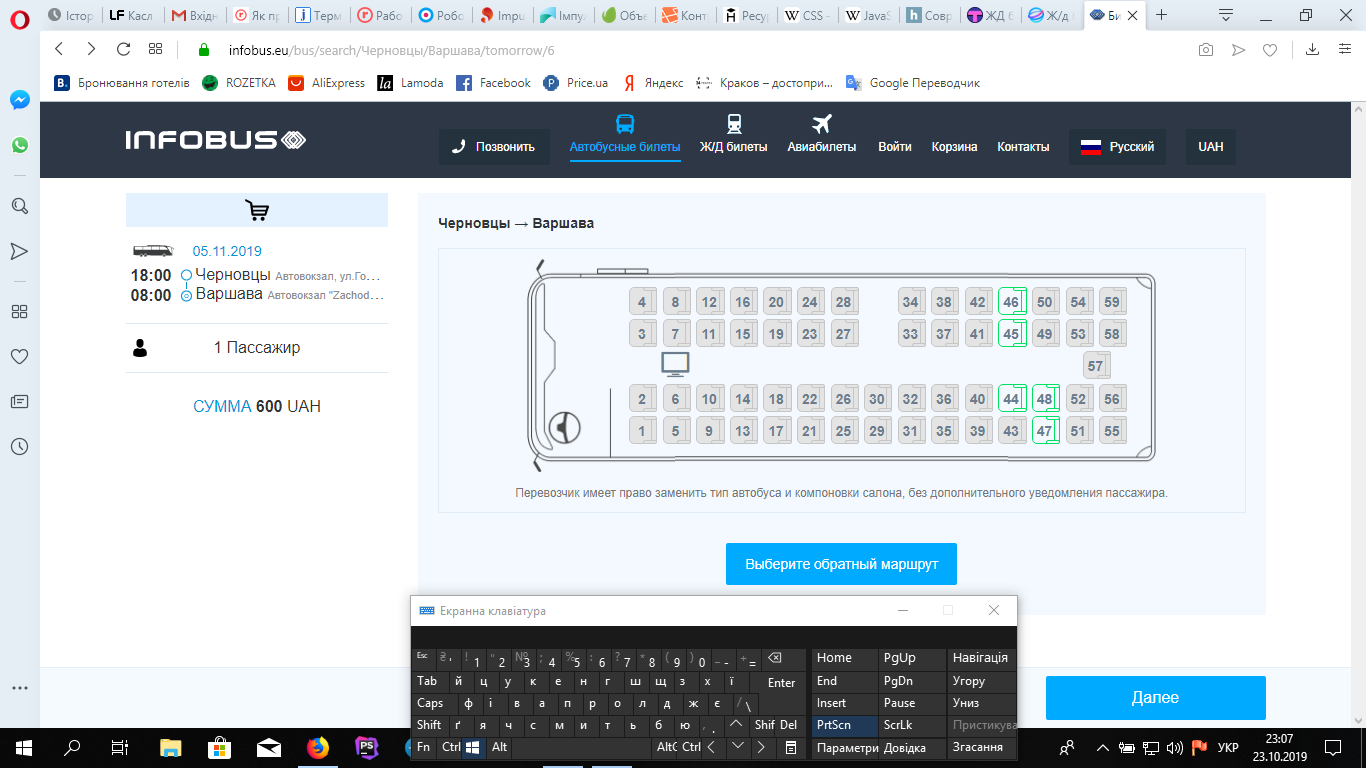 Істор
Касл
Вхідн
Як пр
Терм
Рабо
Робо
Impu
Імпу
Объе
Конт
Ресур
CSS -
JavaS
Совр
ЖД б
Ж/д
Би
infobus.eu/bus/search/Черновцы/Варшава/tomorrow/6
Бронювання готелів
ROZETKA
AliExpress
Lamoda
Facebook
Price.ua
Яндекс
Краков – достопри...
Google Переводчик
INFOBUS
Позвонить
Автобусные билеты
Ж/Д билеты
Авиабилеты
Войти
Корзина
Контакты
Русский
UAH
05.11.2019
18:00 Черновцы Автовокзал, ул.Го...
08:00 Варшава Автовокзал "Zachod...
1 Пассажир
СУММА 600 UAH
Черновцы → Варшава
4 8 12 16 20 24 28 34 38 42 46 50 54 59
3 7 11 15 19 23 27 33 37 41 45 49 53 58
57
2 6 10 14 18 22 26 30 32 36 40 44 48 52 56
1 5 9 13 17 21 25 29 31 35 39 43 47 51 55
Перевозчик имеет право заменить тип автобуса и компоновки салона, без дополнительного уведомления пассажира.
Выберите обратный маршрут
Далее
Екранна клавіатура
Esc ₴ ' ! 1 " 2 № 3 ; 4 % 5 : 6 ? 7 * 8 ( 9 ) 0 _ - + = Home PgUp Навігація
Tab й ц у к е н г ш щ з х ї Enter End PgDn Угору
Caps ф і в а п р о л д ж є / \ Insert Pause Униз
Shift ґ я ч с м и т ь б ю , . Shif Del PrtScn ScrLk Пристикува
Fn Ctrl Alt AltG Ctrl Параметри Довідка Згасання
УКР
23:07
23.10.2019